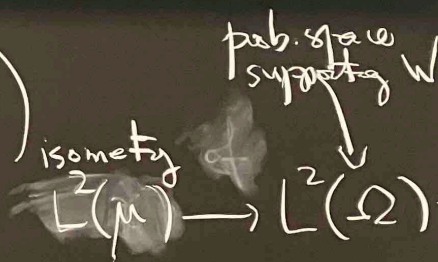 prob. space
supporting W
)
isometry
L²(μ) → L²(Ω)